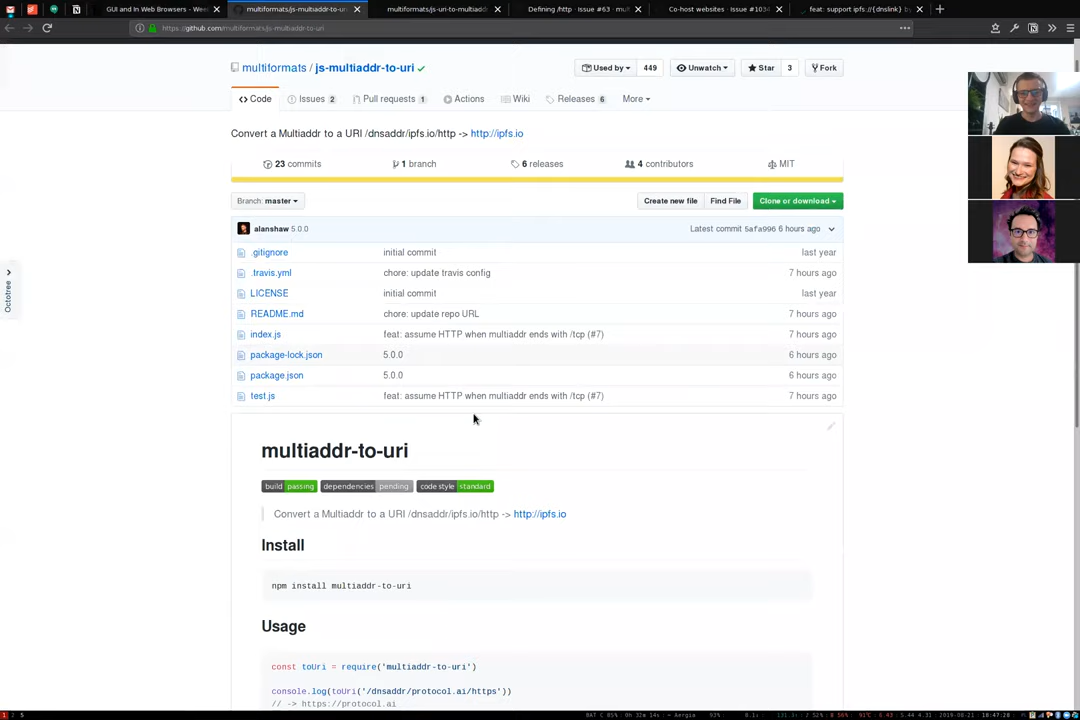 GUI and In Web Browsers - Week
multiformats/js-multiaddr-to-uri
multiformats/js-uri-to-multiadd
Defining /http · Issue #63 · mul
Co-host websites · Issue #1034
feat: support ipfs://{dnslink} by
https://github.com/multiformats/js-multiaddr-to-uri
multiformats / js-multiaddr-to-uri
Used by 449
Unwatch
Star 3
Fork
Code
Issues 2
Pull requests 1
Actions
Wiki
Releases 6
More
Convert a Multiaddr to a URI /dnsaddr/ipfs.io/http -> http://ipfs.io
23 commits
1 branch
6 releases
4 contributors
MIT
Branch: master
Create new file
Find File
Clone or download
alanshaw 5.0.0
Latest commit 5afa996 6 hours ago
.gitignore initial commit last year
.travis.yml chore: update travis config 7 hours ago
LICENSE initial commit last year
README.md chore: update repo URL 7 hours ago
index.js feat: assume HTTP when multiaddr ends with /tcp (#7) 7 hours ago
package-lock.json 5.0.0 6 hours ago
package.json 5.0.0 6 hours ago
test.js feat: assume HTTP when multiaddr ends with /tcp (#7) 7 hours ago
Octotree
multiaddr-to-uri
build passing dependencies pending code style standard
Convert a Multiaddr to a URI /dnsaddr/ipfs.io/http -> http://ipfs.io
Install
npm install multiaddr-to-uri
Usage
const toUri = require('multiaddr-to-uri')
console.log(toUri('/dnsaddr/protocol.ai/https'))
// -> https://protocol.ai